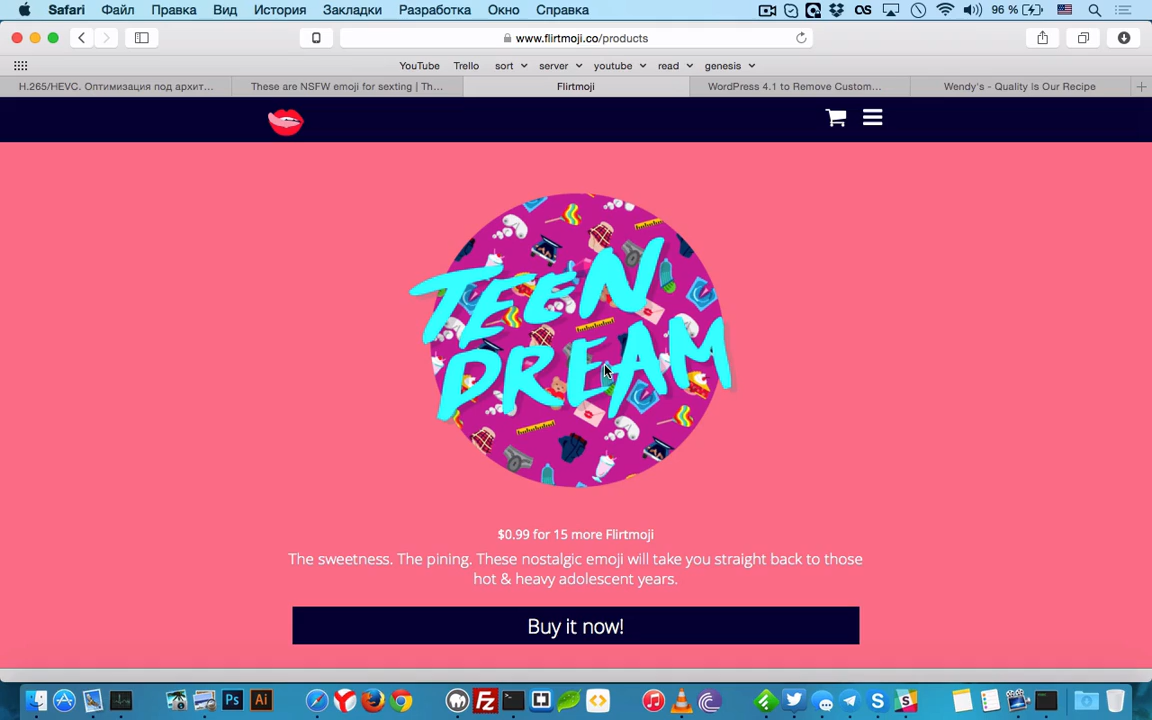 Safari Файл Правка Вид История Закладки Разработка Окно Справка 96 %
www.flirtmoji.co/products
YouTube Trello sort server youtube read genesis
H.265/HEVC. Оптимизация под архит... These are NSFW emoji for sexting | Th... Flirtmoji WordPress 4.1 to Remove Custom... Wendy's - Quality Is Our Recipe
TEEN
DREAM
$0.99 for 15 more Flirtmoji
The sweetness. The pining. These nostalgic emoji will take you straight back to those
hot & heavy adolescent years.
Buy it now!
Ps Ai